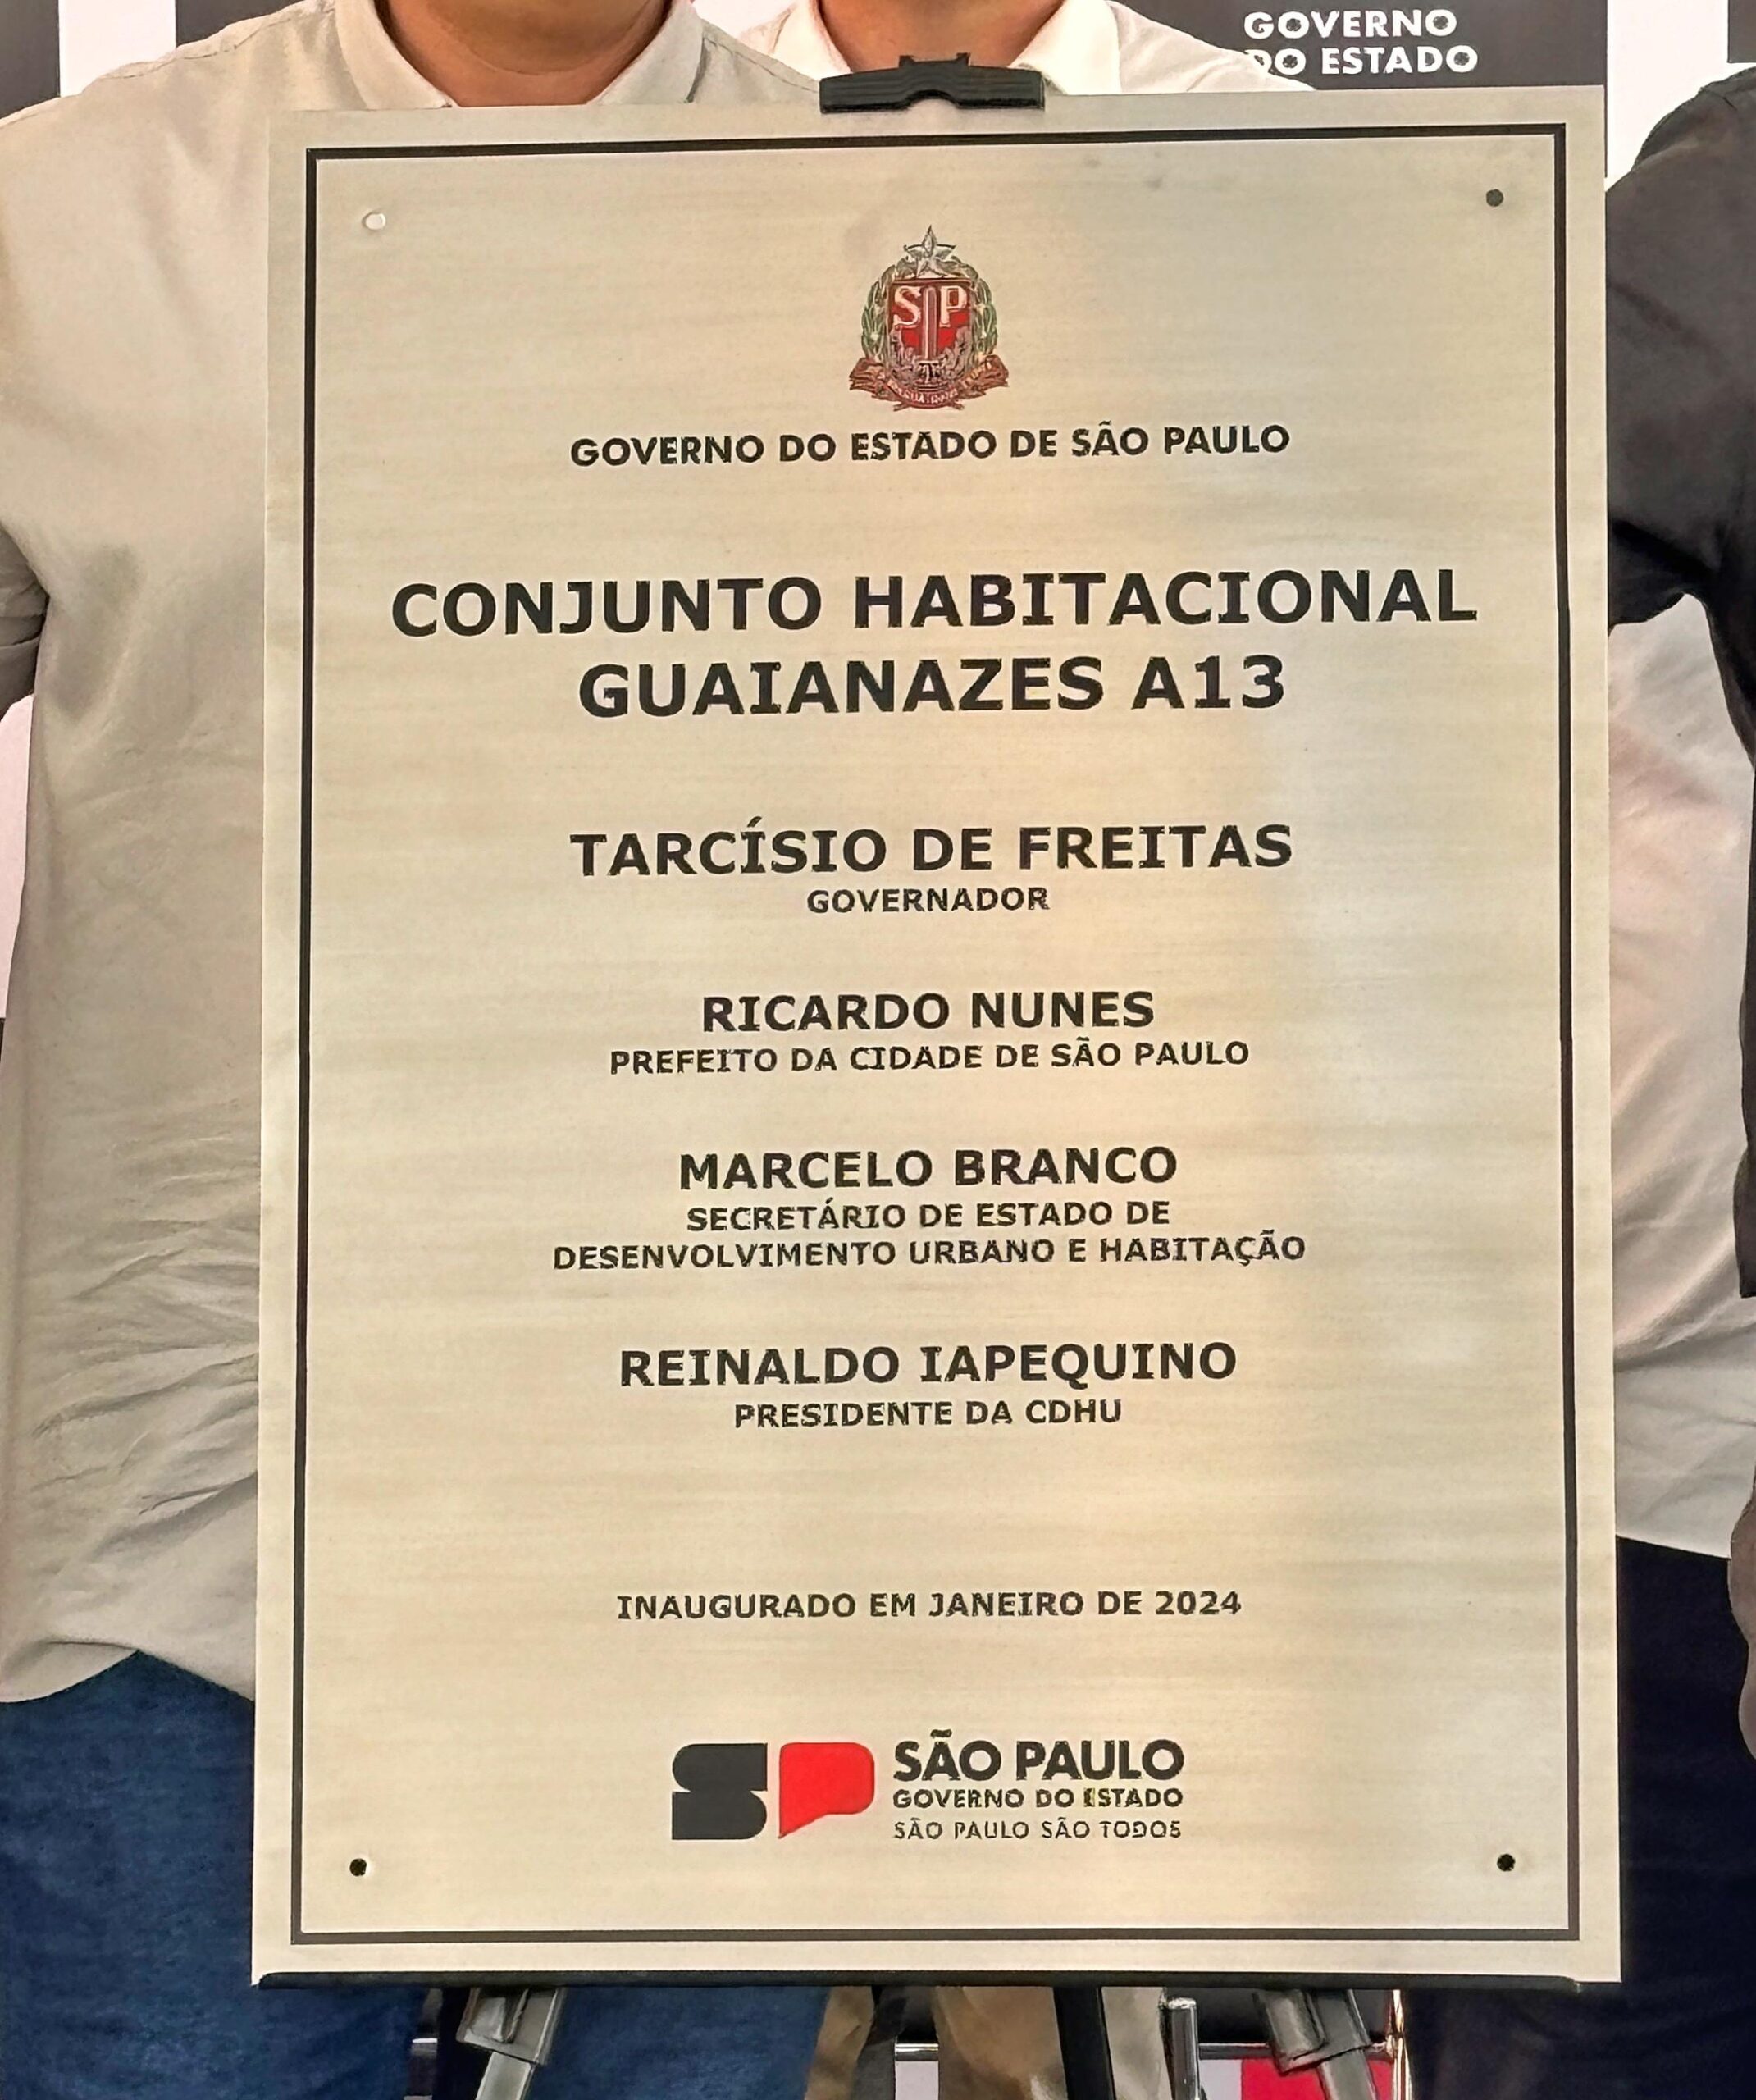 GOVERNO
DO ESTADO
SP
GOVERNO DO ESTADO DE SÃO PAULO
CONJUNTO HABITACIONAL
GUAIANAZES A13
TARCÍSIO DE FREITAS
GOVERNADOR
RICARDO NUNES
PREFEITO DA CIDADE DE SÃO PAULO
MARCELO BRANCO
SECRETÁRIO DE ESTADO DE
DESENVOLVIMENTO URBANO E HABITAÇÃO
REINALDO IAPEQUINO
PRESIDENTE DA CDHU
INAUGURADO EM JANEIRO DE 2024
SP
SÃO PAULO
GOVERNO DO ESTADO
SÃO PAULO SÃO TODOS